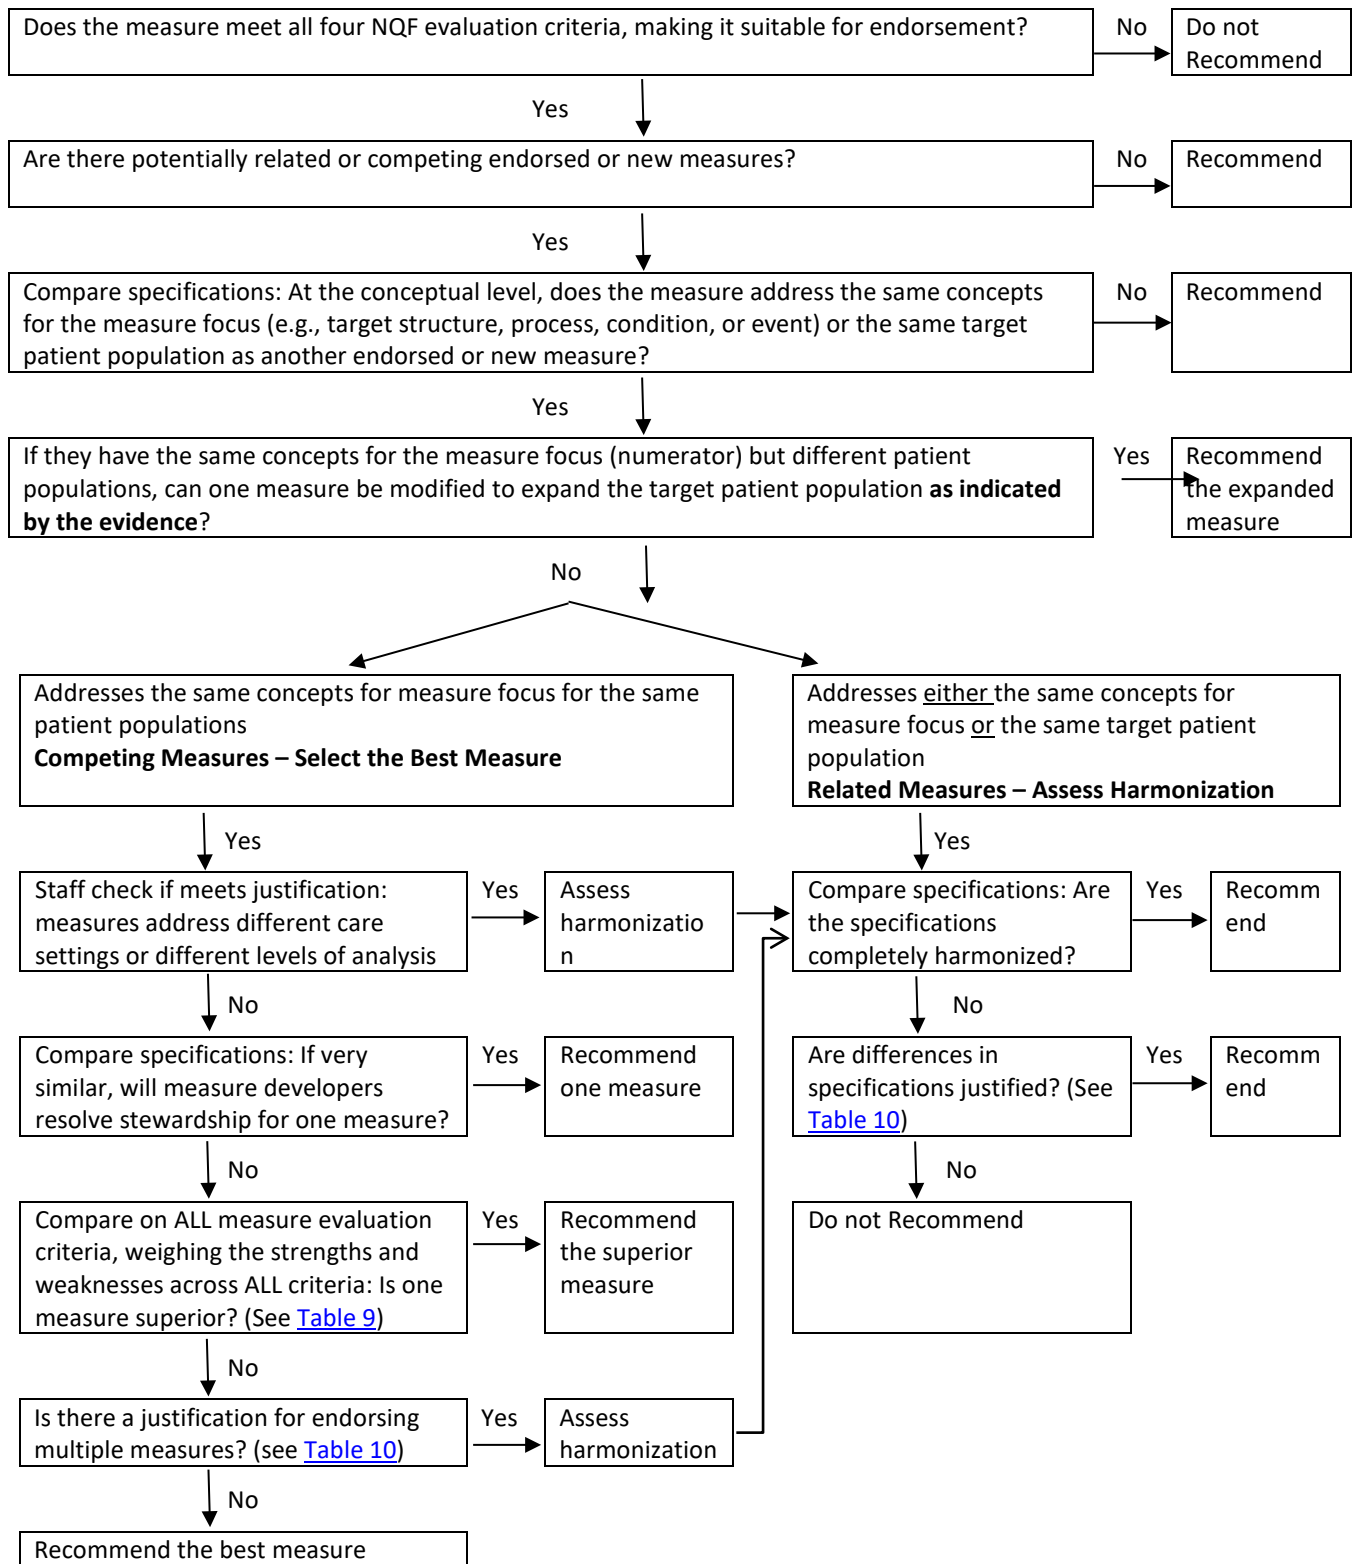 Does the measure meet all four NQF evaluation criteria, making it suitable for endorsement?
No
Do not
Recommend
Yes
Are there potentially related or competing endorsed or new measures?
No
Recommend
Yes
Compare specifications: At the conceptual level, does the measure address the same concepts
for the measure focus (e.g., target structure, process, condition, or event) or the same target
patient population as another endorsed or new measure?
No
Recommend
Yes
If they have the same concepts for the measure focus (numerator) but different patient
populations, can one measure be modified to expand the target patient population as indicated
by the evidence?
Yes
Recommend
the expanded
measure
No
Addresses the same concepts for measure focus for the same
patient populations
Competing Measures – Select the Best Measure
Addresses either the same concepts for
measure focus or the same target patient
population
Related Measures – Assess Harmonization
Yes
Yes
Staff check if meets justification:
measures address different care
settings or different levels of analysis
Yes
Assess
harmonizatio
n
Compare specifications: Are
the specifications
completely harmonized?
Yes
Recomm
end
No
No
Compare specifications: If very
similar, will measure developers
resolve stewardship for one measure?
Yes
Recommend
one measure
Are differences in
specifications justified? (See
Table 10)
Yes
Recomm
end
No
No
Compare on ALL measure evaluation
criteria, weighing the strengths and
weaknesses across ALL criteria: Is one
measure superior? (See Table 9)
Yes
Recommend
the superior
measure
Do not Recommend
No
Is there a justification for endorsing
multiple measures? (see Table 10)
Yes
Assess
harmonization
No
Recommend the best measure